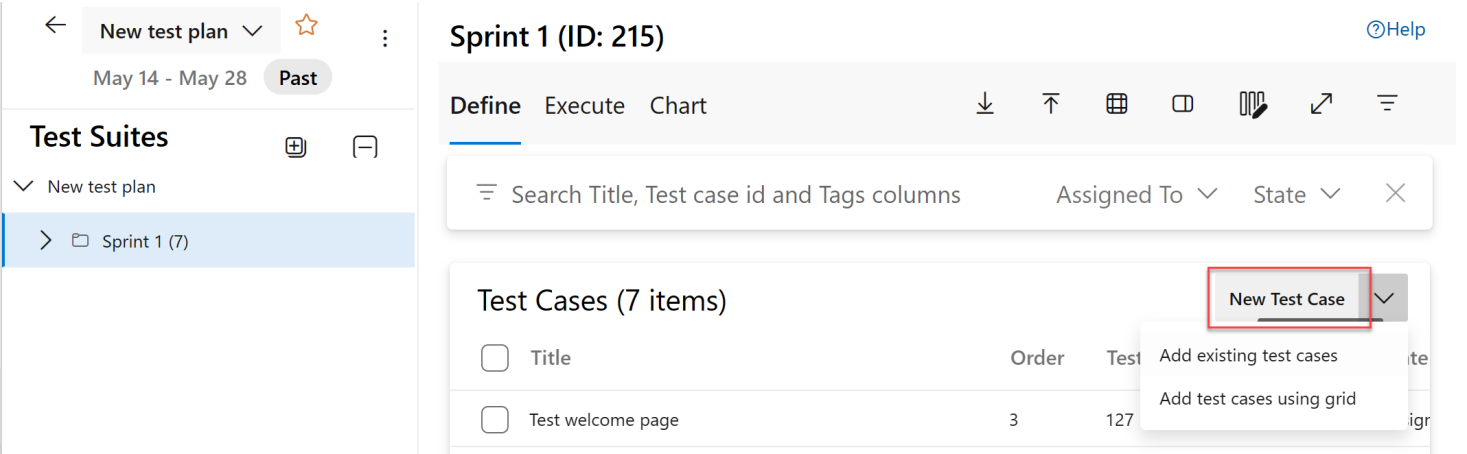 New test plan
May 14 - May 28 Past
Test Suites
New test plan
Sprint 1 (7)
Sprint 1 (ID: 215)
Help
Define Execute Chart
Search Title, Test case id and Tags columns Assigned To State
Test Cases (7 items) New Test Case
Title Order Test
Add existing test cases
Test welcome page 3 127
Add test cases using grid